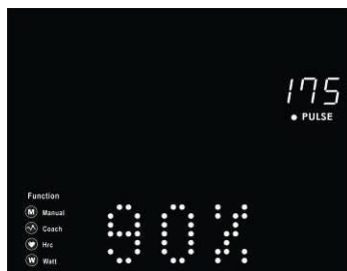 175
PULSE
Function
M Manual
Coach
Hrc
W Watt
90%